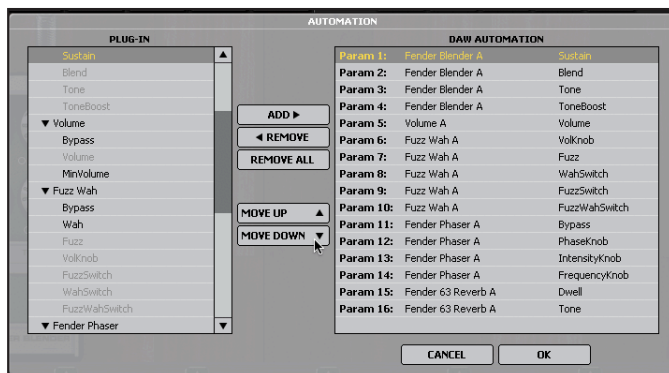 AUTOMATION
PLUG-IN
Sustain
Blend
Tone
ToneBoost
▼ Volume
Bypass
Volume
MinVolume
▼ Fuzz Wah
Bypass
Wah
Fuzz
VolKnob
FuzzSwitch
WahSwitch
FuzzWahSwitch
▼ Fender Phaser
ADD ►
◄ REMOVE
REMOVE ALL
MOVE UP ▲
MOVE DOWN ▼
DAW AUTOMATION
Param 1: Fender Blender A Sustain
Param 2: Fender Blender A Blend
Param 3: Fender Blender A Tone
Param 4: Fender Blender A ToneBoost
Param 5: Volume A Volume
Param 6: Fuzz Wah A VolKnob
Param 7: Fuzz Wah A Fuzz
Param 8: Fuzz Wah A WahSwitch
Param 9: Fuzz Wah A FuzzSwitch
Param 10: Fuzz Wah A FuzzWahSwitch
Param 11: Fender Phaser A Bypass
Param 12: Fender Phaser A PhaseKnob
Param 13: Fender Phaser A IntensityKnob
Param 14: Fender Phaser A FrequencyKnob
Param 15: Fender 63 Reverb A Dwell
Param 16: Fender 63 Reverb A Tone
CANCEL
OK